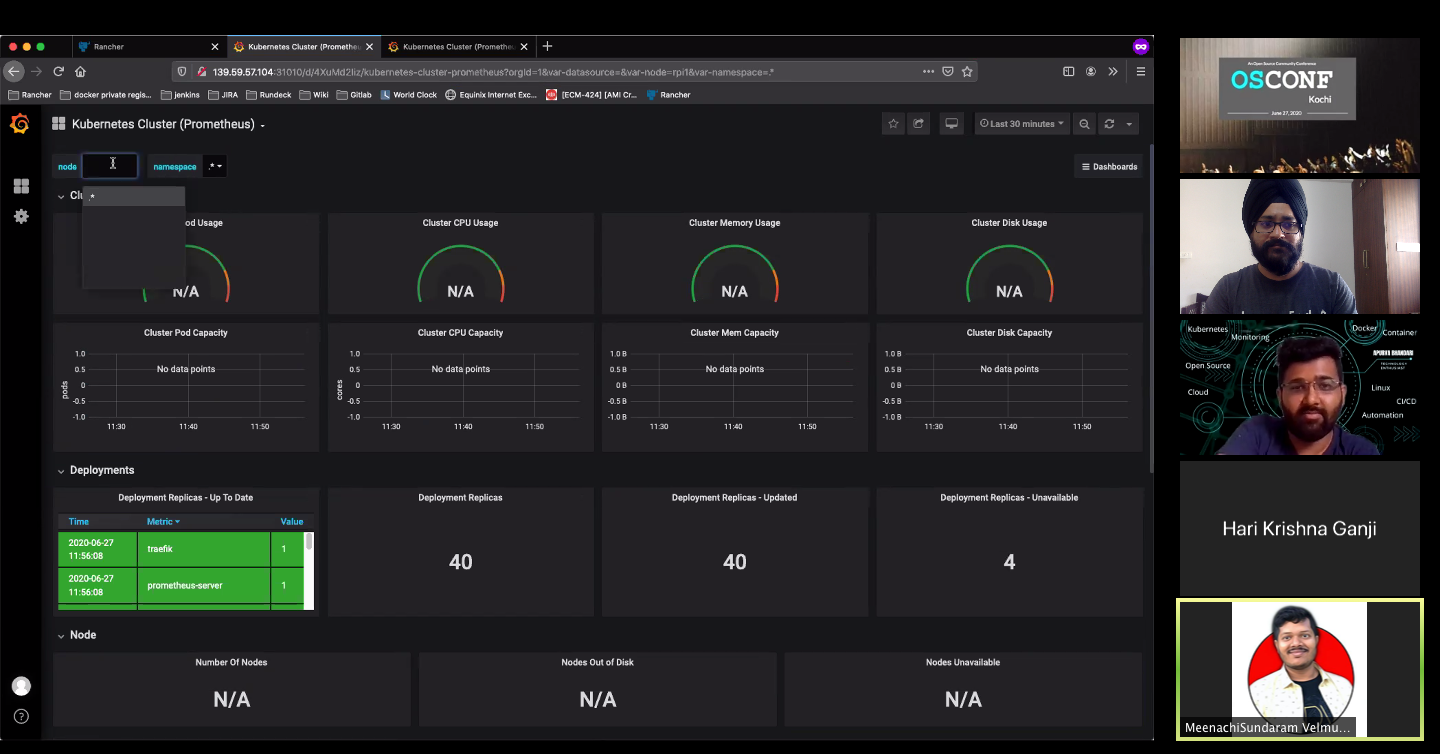 Rancher
Kubernetes Cluster (Prometheu
Kubernetes Cluster (Prometheu
139.59.57.104:31010/d/4XuMd2Iiz/kubernetes-cluster-prometheus?orgId=1&var-datasource=&var-node=rpi1&var-namespace=.*
Rancher
docker private regis...
jenkins
JIRA
Rundeck
Wiki
Gitlab
World Clock
Equinix Internet Exc...
[ECM-424] [AMI Cr...
Rancher
Kubernetes Cluster (Prometheus)
Last 30 minutes
node
namespace
.*
Dashboards
.*
Clu
od Usage
Cluster CPU Usage
Cluster Memory Usage
Cluster Disk Usage
N/A
N/A
N/A
N/A
Cluster Pod Capacity
Cluster CPU Capacity
Cluster Mem Capacity
Cluster Disk Capacity
pods
1.0
0.5
0
-0.5
-1.0
No data points
11:30
11:40
11:50
cores
1.0
0.5
0
-0.5
-1.0
No data points
11:30
11:40
11:50
1.0 B
0.5 B
0 B
-0.5 B
-1.0 B
No data points
11:30
11:40
11:50
1.0 B
0.5 B
0 B
-0.5 B
-1.0 B
No data points
11:30
11:40
11:50
Deployments
Deployment Replicas - Up To Date
Deployment Replicas
Deployment Replicas - Updated
Deployment Replicas - Unavailable
Time
Metric
Value
2020-06-27
11:56:08
traefik
1
2020-06-27
11:56:08
prometheus-server
1
40
40
4
Node
Number Of Nodes
Nodes Out of Disk
Nodes Unavailable
N/A
N/A
N/A
An Open Source Community Conference
OSCONF
Kochi
June 27, 2020
Kubernetes
Monitoring
Docker
Container
Open Source
APURVA BHANDARI
TECHNOLOGY
ENTHUSIAST
Cloud
Linux
CI/CD
Automation
Hari Krishna Ganji
MeenachiSundaram Velmu...